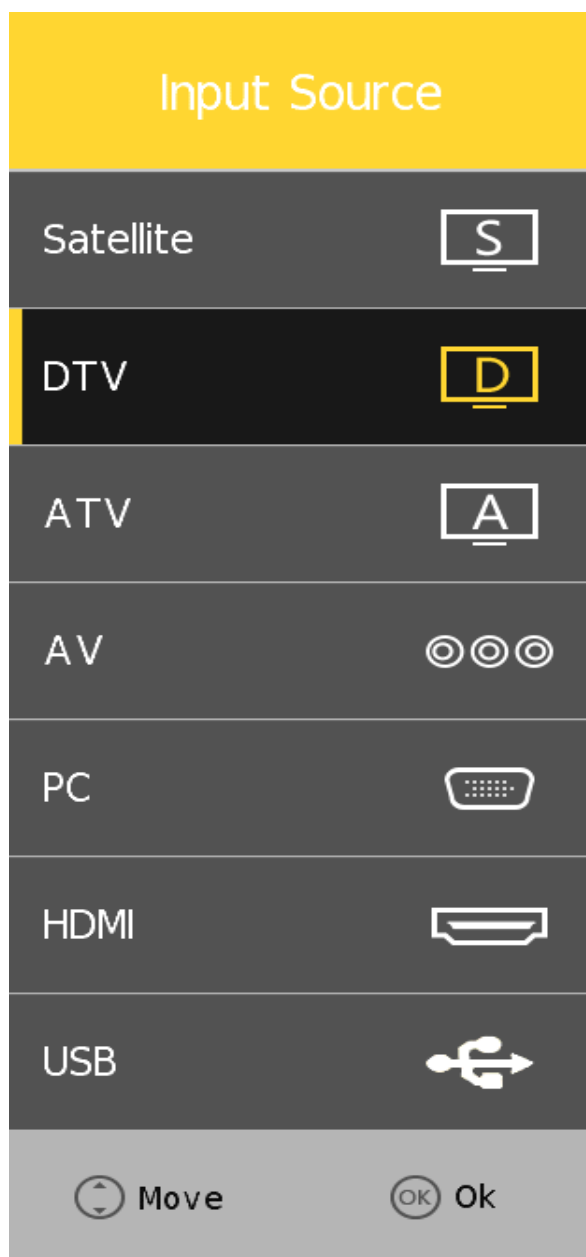 Input Source
Satellite S
DTV D
ATV A
AV
PC
HDMI
USB
Move OK Ok